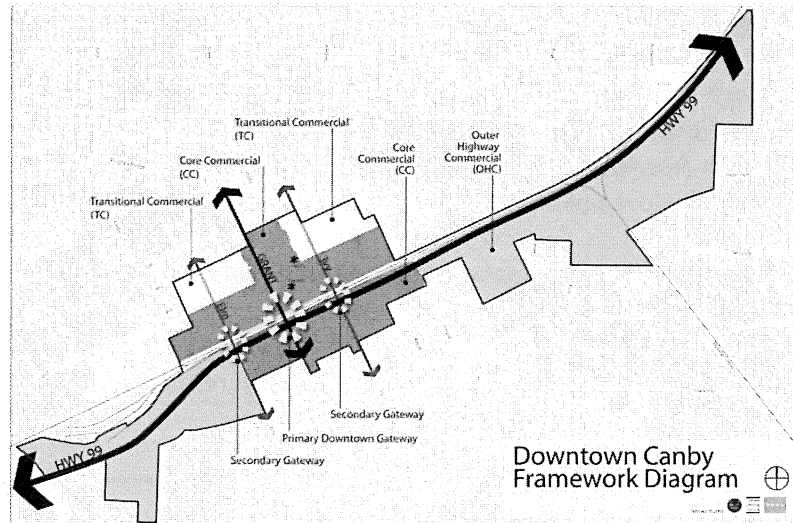 HWY 99
Transitional Commercial
(TC)
Core Commercial
(CC)
Core
Commercial
(CC)
Outer
Highway
Commercial
(OHC)
Transitional Commercial
(TC)
GRANT
Ivy
Elm
Secondary Gateway
Primary Downtown Gateway
Secondary Gateway
HWY 99
Downtown Canby
Framework Diagram